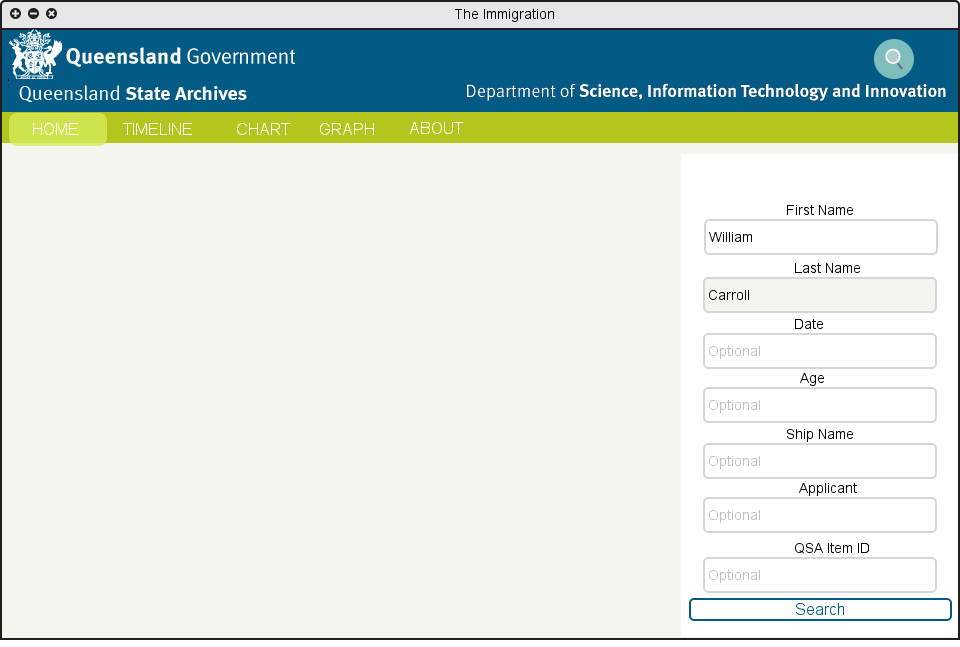 The Immigration
Queensland Government
Queensland State Archives
Department of Science, Information Technology and Innovation
HOME TIMELINE CHART GRAPH ABOUT
First Name
William
Last Name
Carroll
Date
Optional
Age
Optional
Ship Name
Optional
Applicant
Optional
QSA Item ID
Optional
Search